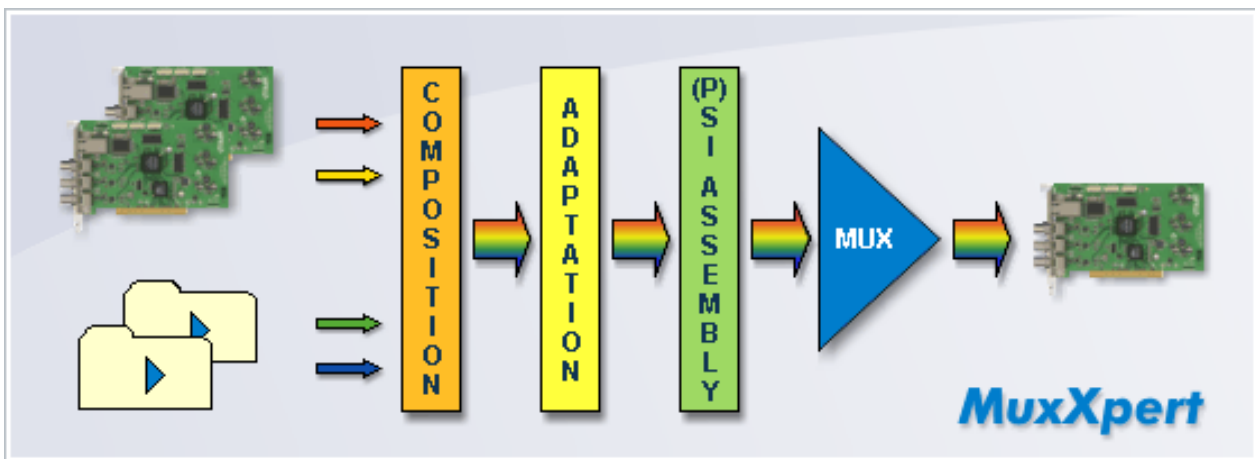 COMPOSITION
ADAPTATION
(P)SI ASSEMBLY
MUX
MuxXpert